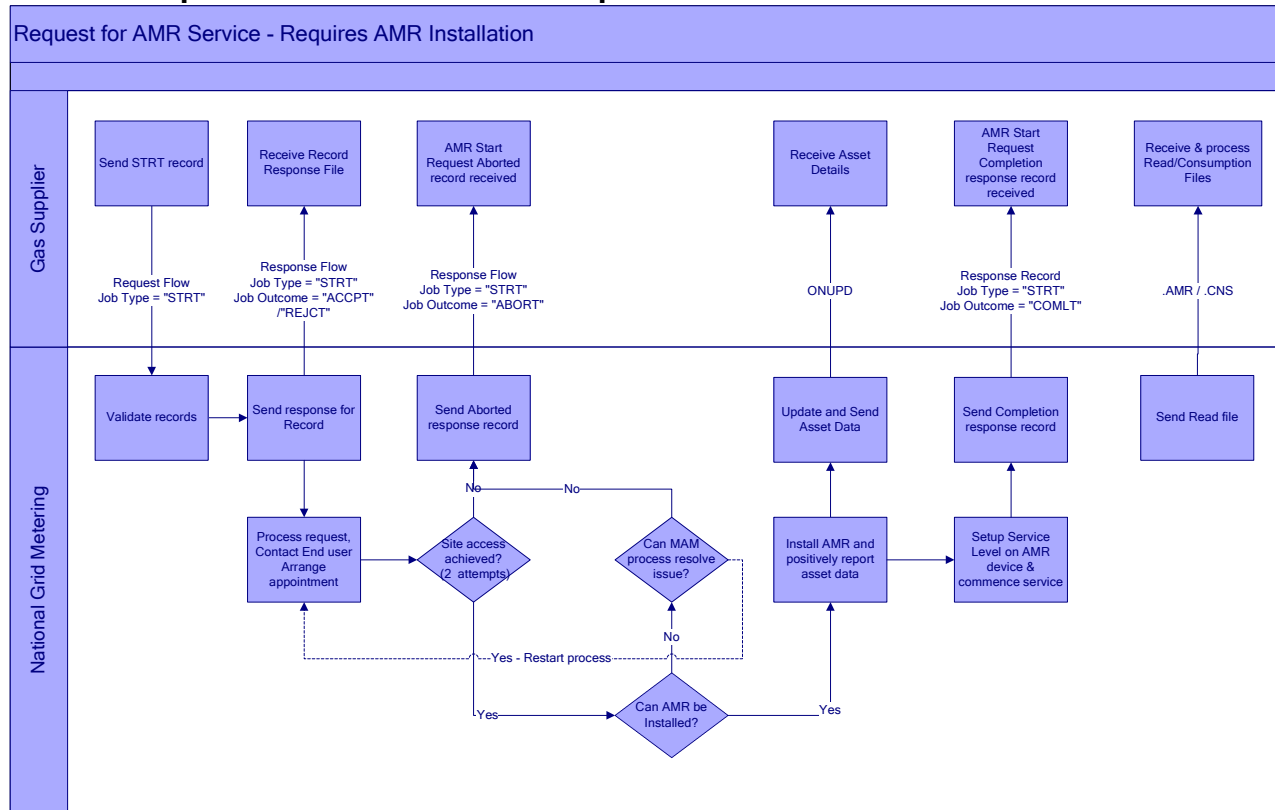 Request for AMR Service - Requires AMR Installation
Gas Supplier
Send STRT record
Receive Record
Response File
AMR Start
Request Aborted
record received
Receive Asset
Details
AMR Start
Request
Completion
response record
received
Receive & process
Read/Consumption
Files
Request Flow
Job Type = "STRT"
Response Flow
Job Type = "STRT"
Job Outcome = "ACCPT"
/"REJCT"
Response Flow
Job Type = "STRT"
Job Outcome = "ABORT"
ONUPD
Response Record
Job Type = "STRT"
Job Outcome = "COMLT"
.AMR / .CNS
National Grid Metering
Validate records
Send response for
Record
Send Aborted
response record
Update and Send
Asset Data
Send Completion
response record
Send Read file
No
No
Process request,
Contact End user
Arrange
appointment
Site access
achieved?
(2 attempts)
Can MAM
process resolve
issue?
Install AMR and
positively report
asset data
Setup Service
Level on AMR
device &
commence service
No
Yes - Restart process
Yes
Can AMR be
Installed?
Yes